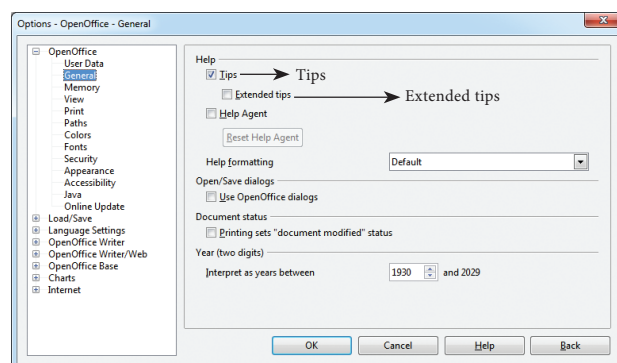 Options - OpenOffice - General
OpenOffice
User Data
General
Memory
View
Print
Paths
Colors
Fonts
Security
Appearance
Accessibility
Java
Online Update
Load/Save
Language Settings
OpenOffice Writer
OpenOffice Writer/Web
OpenOffice Base
Charts
Internet
Help
Tips Tips
Extended tips Extended tips
Help Agent
Reset Help Agent
Help formatting Default
Open/Save dialogs
Use OpenOffice dialogs
Document status
Printing sets "document modified" status
Year (two digits)
Interpret as years between 1930 and 2029
OK Cancel Help Back